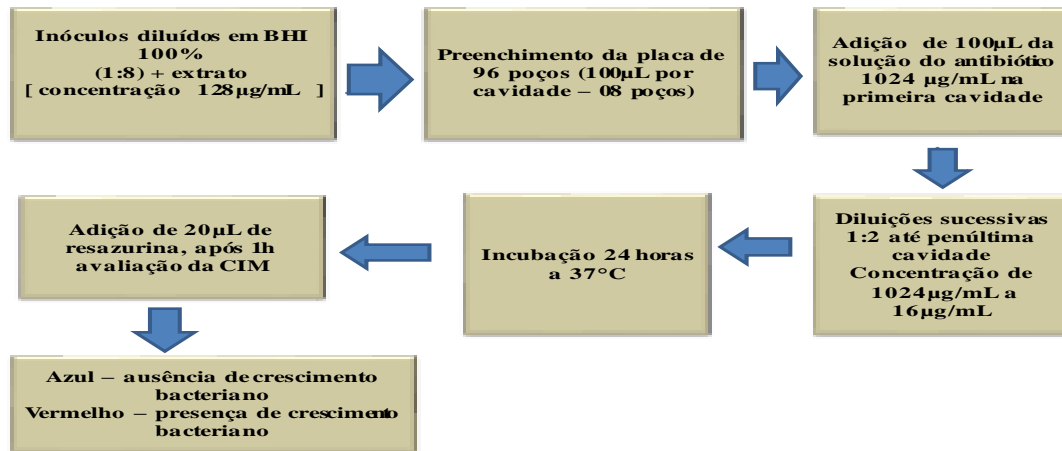 Inóculos diluídos em BHI
100%
(1:8) + extrato
[ concentração 128µg/mL ]
Preenchimento da placa de
96 poços (100µL por
cavidade – 08 poços)
Adição de 100µL da
solução do antibiótico
1024 µg/mL na
primeira cavidade
Diluições sucessivas
1:2 até penúltima
cavidade
Concentração de
1024µg/mL a
16µg/mL
Incubação 24 horas
a 37°C
Adição de 20µL de
resazurina, após 1h
avaliação da CIM
Azul – ausência de crescimento
bacteriano
Vermelho – presença de crescimento
bacteriano